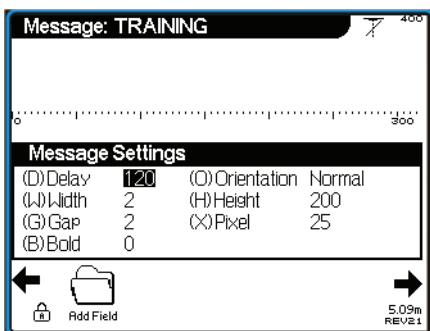 Message: TRAINING 400
0 300
Message Settings
(D)Delay 120 (O)Orientation Normal
(W)Width 2 (H)Height 200
(G)Gap 2 (X)Pixel 25
(B)Bold 0
A Add Field 5.09m
REV21